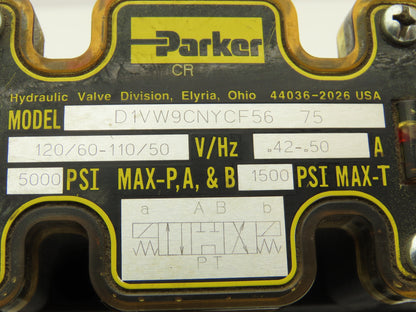 Parker
CR
Hydraulic Valve Division, Elyria, Ohio 44036-2026 USA
MODEL D1VW9CNYCF56 75
120/60-110/50 V/Hz .42-.50 A
5000 PSI MAX-P,A, & B 1500 PSI MAX-T
a A B b
P T